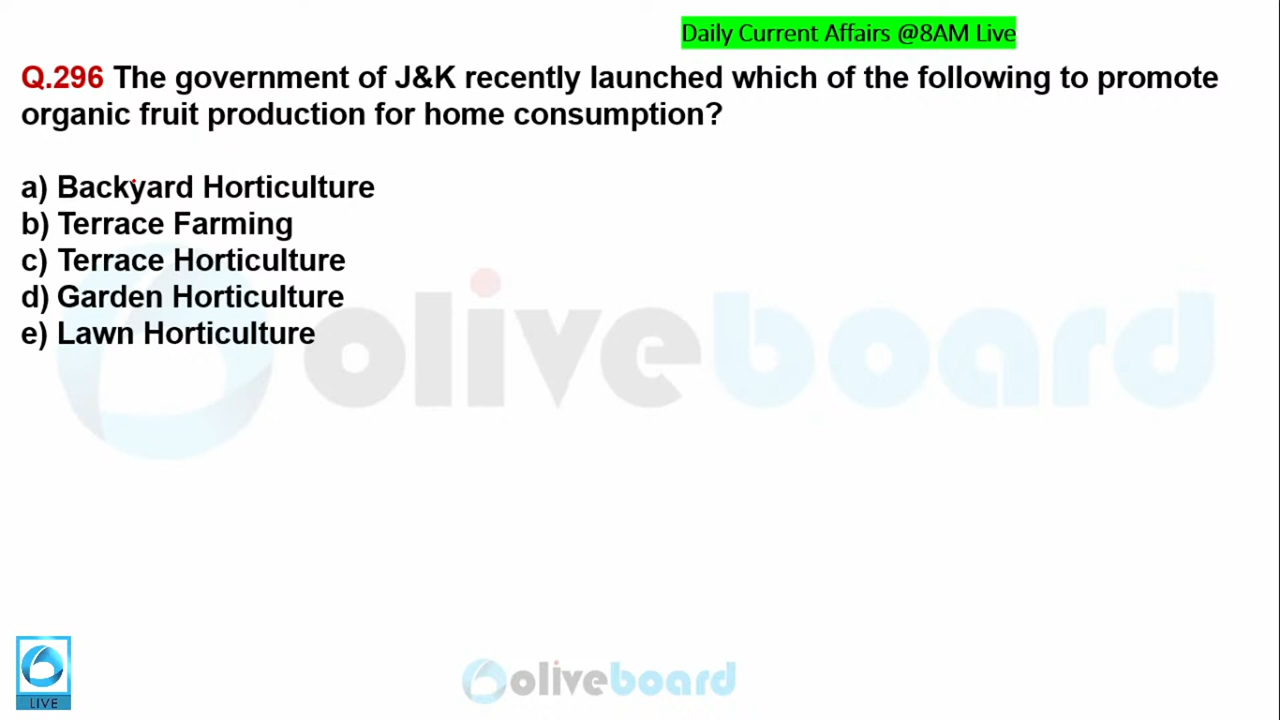 Daily Current Affairs @8AM Live
Q.296 The government of J&K recently launched which of the following to promote
organic fruit production for home consumption?
a) Backyard Horticulture
b) Terrace Farming
c) Terrace Horticulture
d) Garden Horticulture
e) Lawn Horticulture
oliveboard
LIVE
oliveboard